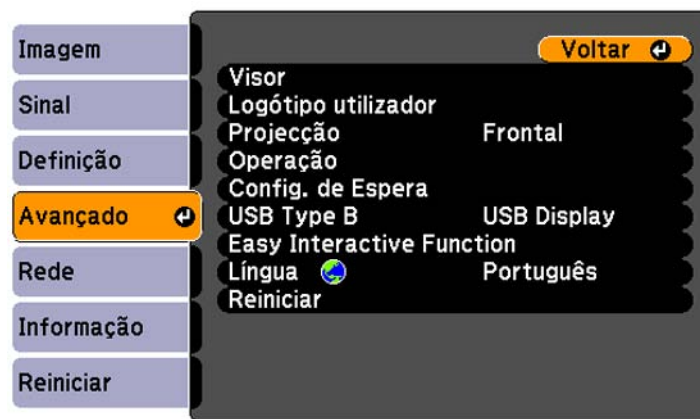 Imagem
Sinal
Definição
Avançado
Rede
Informação
Reiniciar
Voltar
Visor
Logótipo utilizador
Projecção Frontal
Operação
Config. de Espera
USB Type B USB Display
Easy Interactive Function
Língua Português
Reiniciar